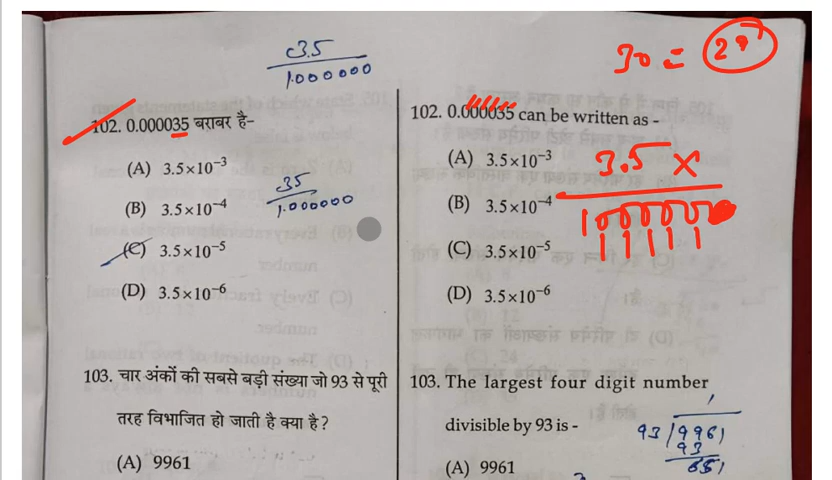 3.5
1000000
30 = 29
102. 0.000035 बराबर है-
(A) 3.5×10⁻³
(B) 3.5×10⁻⁴
35
1.000000
(C) 3.5×10⁻⁵
(D) 3.5×10⁻⁶
103. चार अंकों की सबसे बड़ी संख्या जो 93 से पूरी
तरह विभाजित हो जाती है क्या है?
(A) 9961
102. 0.000035 can be written as -
(A) 3.5×10⁻³
3.5 ×
(B) 3.5×10⁻⁴
(C) 3.5×10⁻⁵
(D) 3.5×10⁻⁶
103. The largest four digit number
divisible by 93 is -
1
93 9961
93
661
(A) 9961